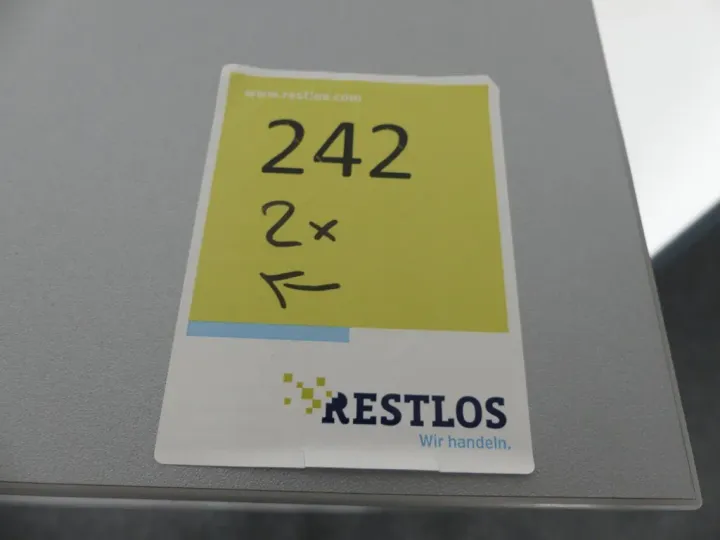 www.restlos.com
242
2x
←
RESTLOS
Wir handeln.